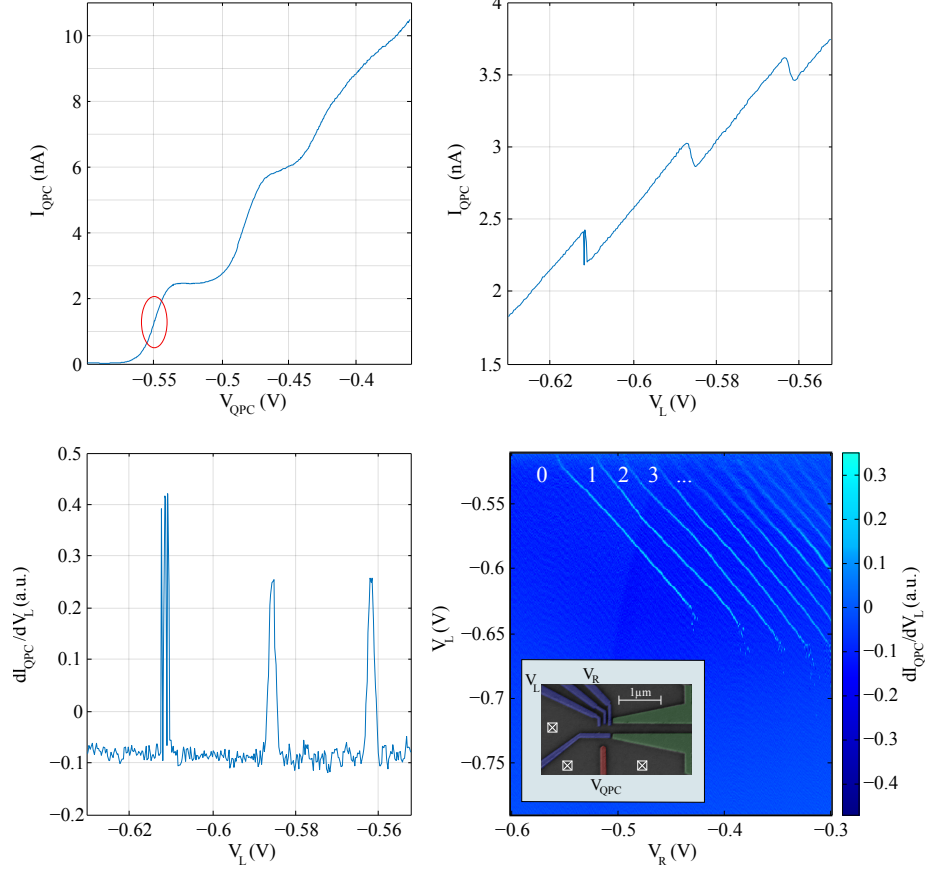 10
8
6
4
2
0
I_QPC (nA)
−0.55 −0.5 −0.45 −0.4
V_QPC (V)
4
3.5
3
2.5
2
1.5
I_QPC (nA)
−0.62 −0.6 −0.58 −0.56
V_L (V)
0.5
0.4
0.3
0.2
0.1
0
−0.1
−0.2
dI_QPC/dV_L (a.u.)
−0.62 −0.6 −0.58 −0.56
V_L (V)
0 1 2 3 ...
−0.55
−0.6
−0.65
−0.7
−0.75
V_L (V)
V_L
V_R
1μm
V_QPC
-0.6 −0.5 −0.4 −0.3
V_R (V)
0.3
0.2
0.1
0
−0.1
−0.2
−0.3
−0.4
dI_QPC/dV_L (a.u.)